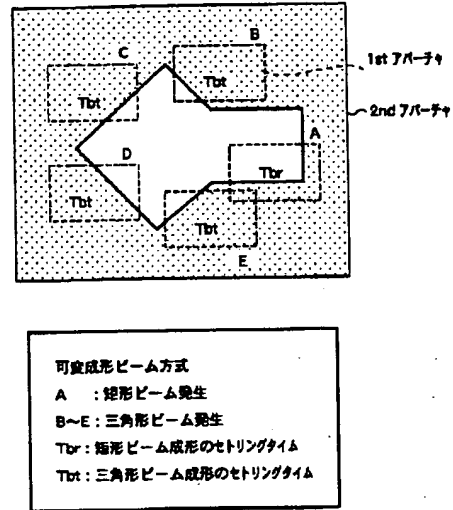 B
C
1st アパーチャ
Tbt
Tbt
2nd アパーチャ
A
D
Tbr
Tbt
Tbt
E
可変成形ビーム方式
A :矩形ビーム発生
B~E:三角形ビーム発生
Tbr:矩形ビーム成形のセトリングタイム
Tbt:三角形ビーム成形のセトリングタイム